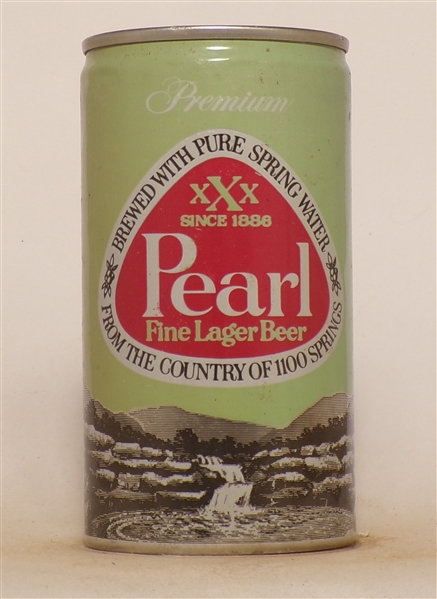 Premium
BREWED WITH PURE SPRING WATER
XXX
SINCE 1886
Pearl
Fine Lager Beer
FROM THE COUNTRY OF 1100 SPRINGS